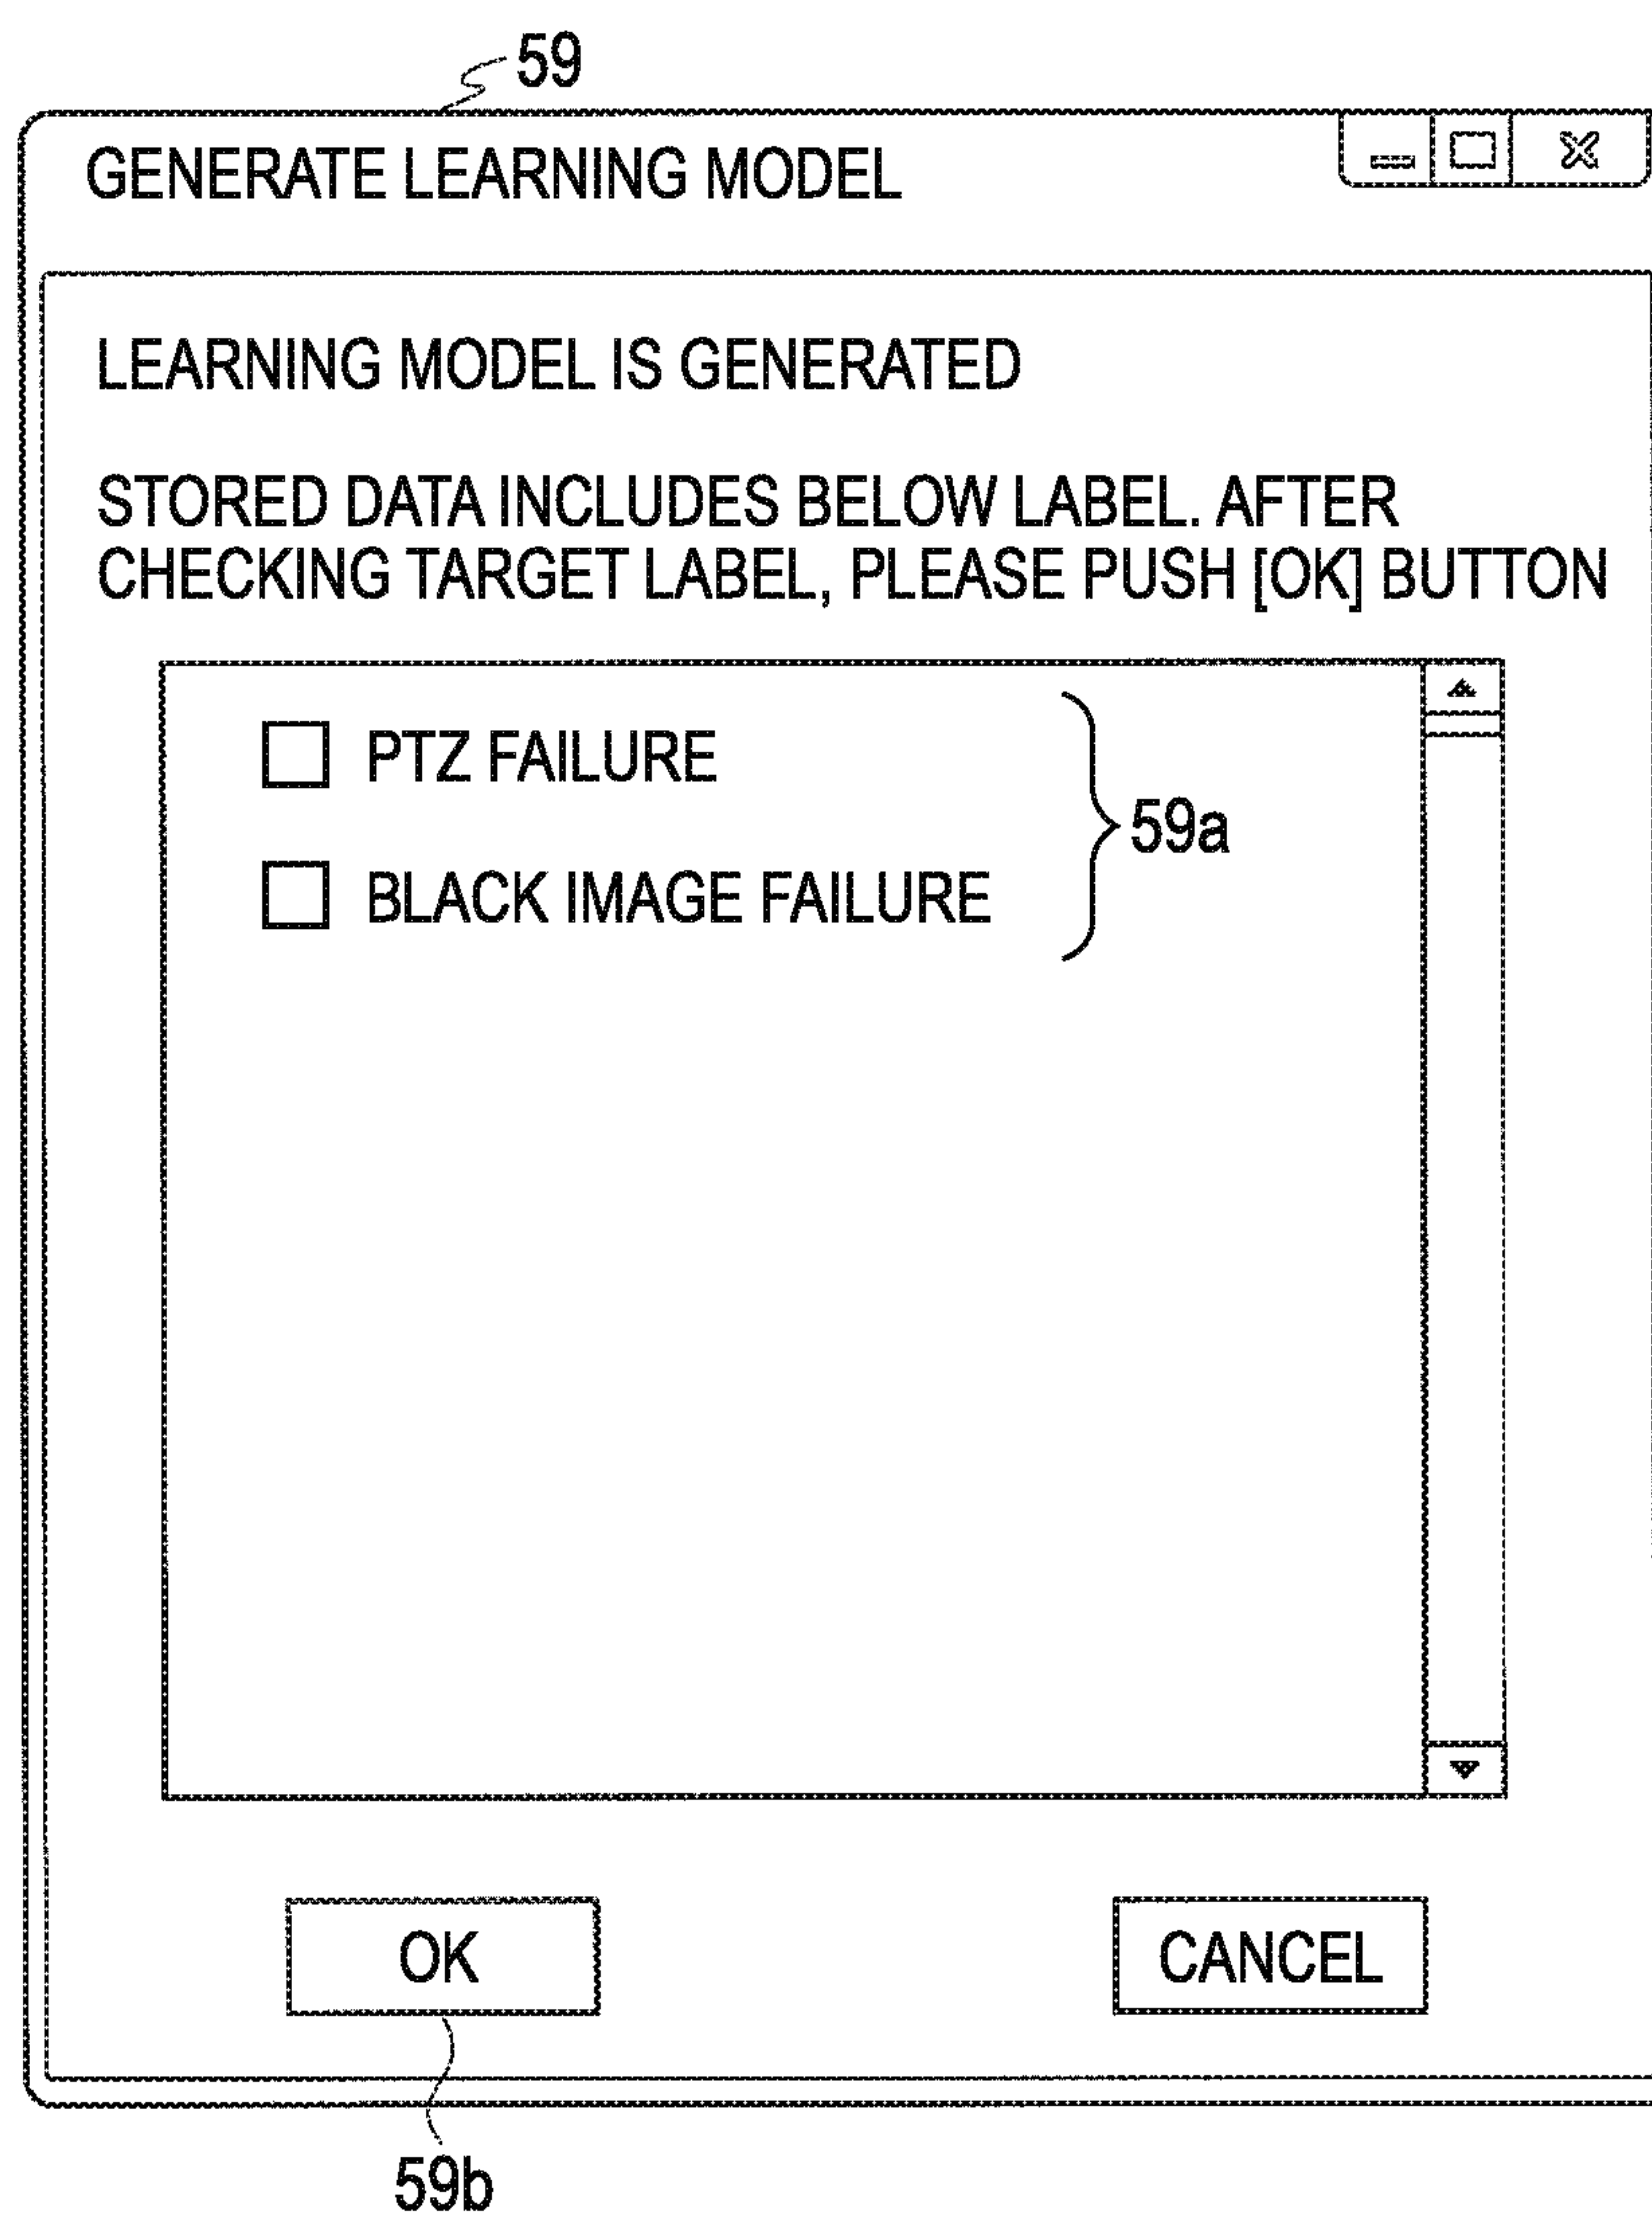 59
GENERATE LEARNING MODEL
LEARNING MODEL IS GENERATED
STORED DATA INCLUDES BELOW LABEL. AFTER
CHECKING TARGET LABEL, PLEASE PUSH [OK] BUTTON
PTZ FAILURE
59a
BLACK IMAGE FAILURE
OK
CANCEL
59b